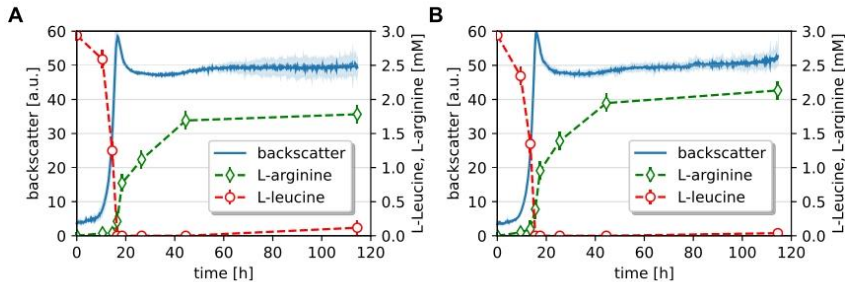 A
backscatter [a.u.]
60
50
40
30
20
10
0
3.0
2.5
2.0
1.5
1.0
0.5
0.0
L-Leucine, L-arginine [mM]
backscatter
L-arginine
L-leucine
0 20 40 60 80 100 120
time [h]
B
backscatter [a.u.]
60
50
40
30
20
10
0
3.0
2.5
2.0
1.5
1.0
0.5
0.0
L-Leucine, L-arginine [mM]
backscatter
L-arginine
L-leucine
0 20 40 60 80 100 120
time [h]